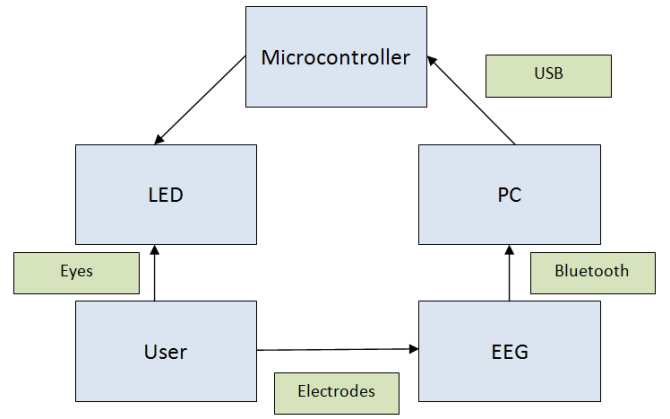 Microcontroller
USB
LED
PC
Eyes
Bluetooth
User
EEG
Electrodes